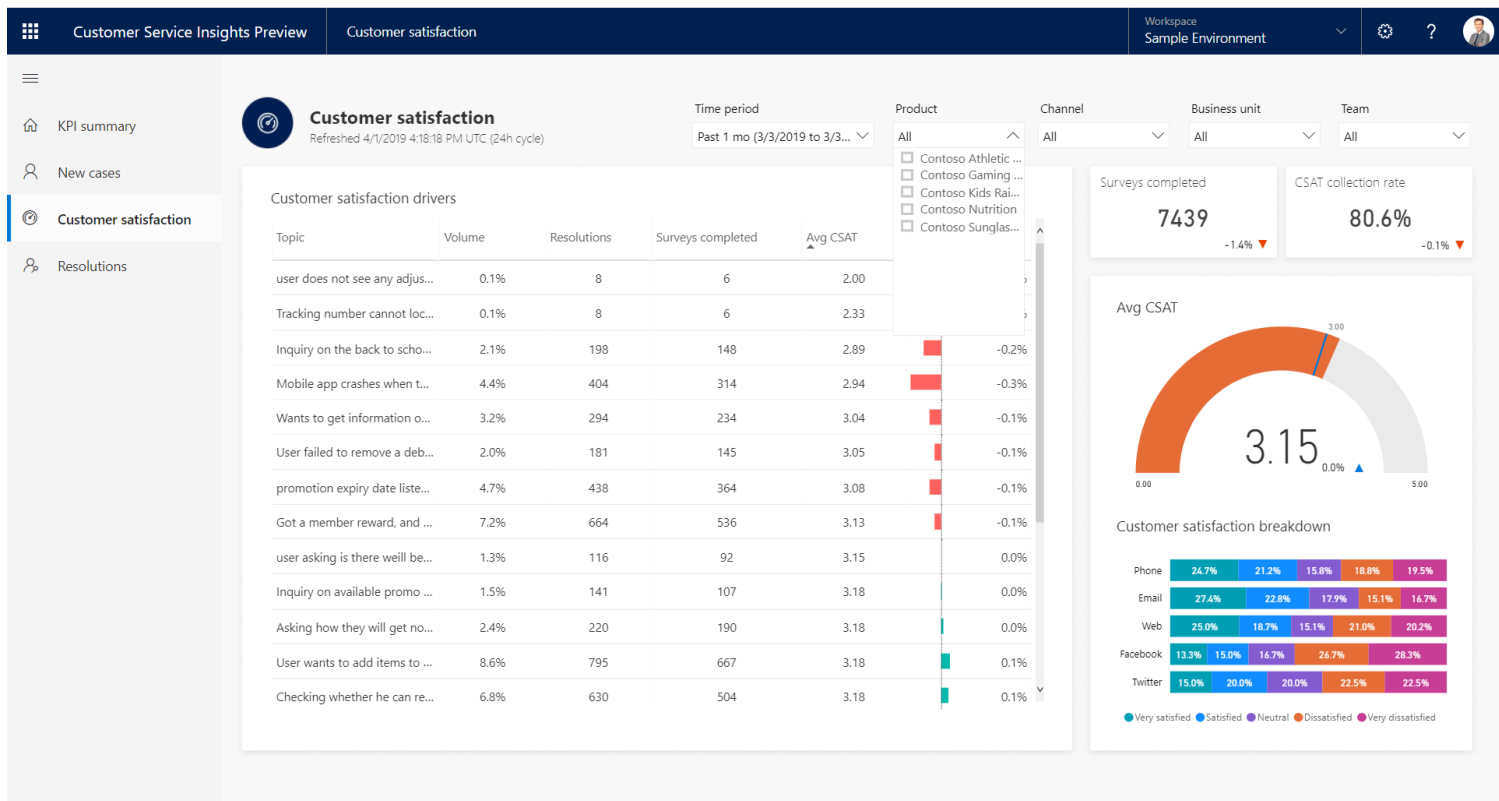 Customer Service Insights Preview
Customer satisfaction
Workspace
Sample Environment
?
KPI summary
New cases
Customer satisfaction
Resolutions
Customer satisfaction
Refreshed 4/1/2019 4:18:18 PM UTC (24h cycle)
Time period
Past 1 mo (3/3/2019 to 3/3...
Product
All
Contoso Athletic ...
Contoso Gaming ...
Contoso Kids Rai...
Contoso Nutrition
Contoso Sunglas...
Channel
All
Business unit
All
Team
All
Customer satisfaction drivers
Topic Volume Resolutions Surveys completed Avg CSAT
user does not see any adjus... 0.1% 8 6 2.00
Tracking number cannot loc... 0.1% 8 6 2.33
Inquiry on the back to scho... 2.1% 198 148 2.89 -0.2%
Mobile app crashes when t... 4.4% 404 314 2.94 -0.3%
Wants to get information o... 3.2% 294 234 3.04 -0.1%
User failed to remove a deb... 2.0% 181 145 3.05 -0.1%
promotion expiry date liste... 4.7% 438 364 3.08 -0.1%
Got a member reward, and ... 7.2% 664 536 3.13 -0.1%
user asking is there weill be... 1.3% 116 92 3.15 0.0%
Inquiry on available promo ... 1.5% 141 107 3.18 0.0%
Asking how they will get no... 2.4% 220 190 3.18 0.0%
User wants to add items to ... 8.6% 795 667 3.18 0.1%
Checking whether he can re... 6.8% 630 504 3.18 0.1%
Surveys completed
7439
-1.4%
CSAT collection rate
80.6%
-0.1%
Avg CSAT
3.00
3.15
0.0%
0.00 5.00
Customer satisfaction breakdown
Phone 24.7% 21.2% 15.8% 18.8% 19.5%
Email 27.4% 22.8% 17.9% 15.1% 16.7%
Web 25.0% 18.7% 15.1% 21.0% 20.2%
Facebook 13.3% 15.0% 16.7% 26.7% 28.3%
Twitter 15.0% 20.0% 20.0% 22.5% 22.5%
Very satisfied Satisfied Neutral Dissatisfied Very dissatisfied